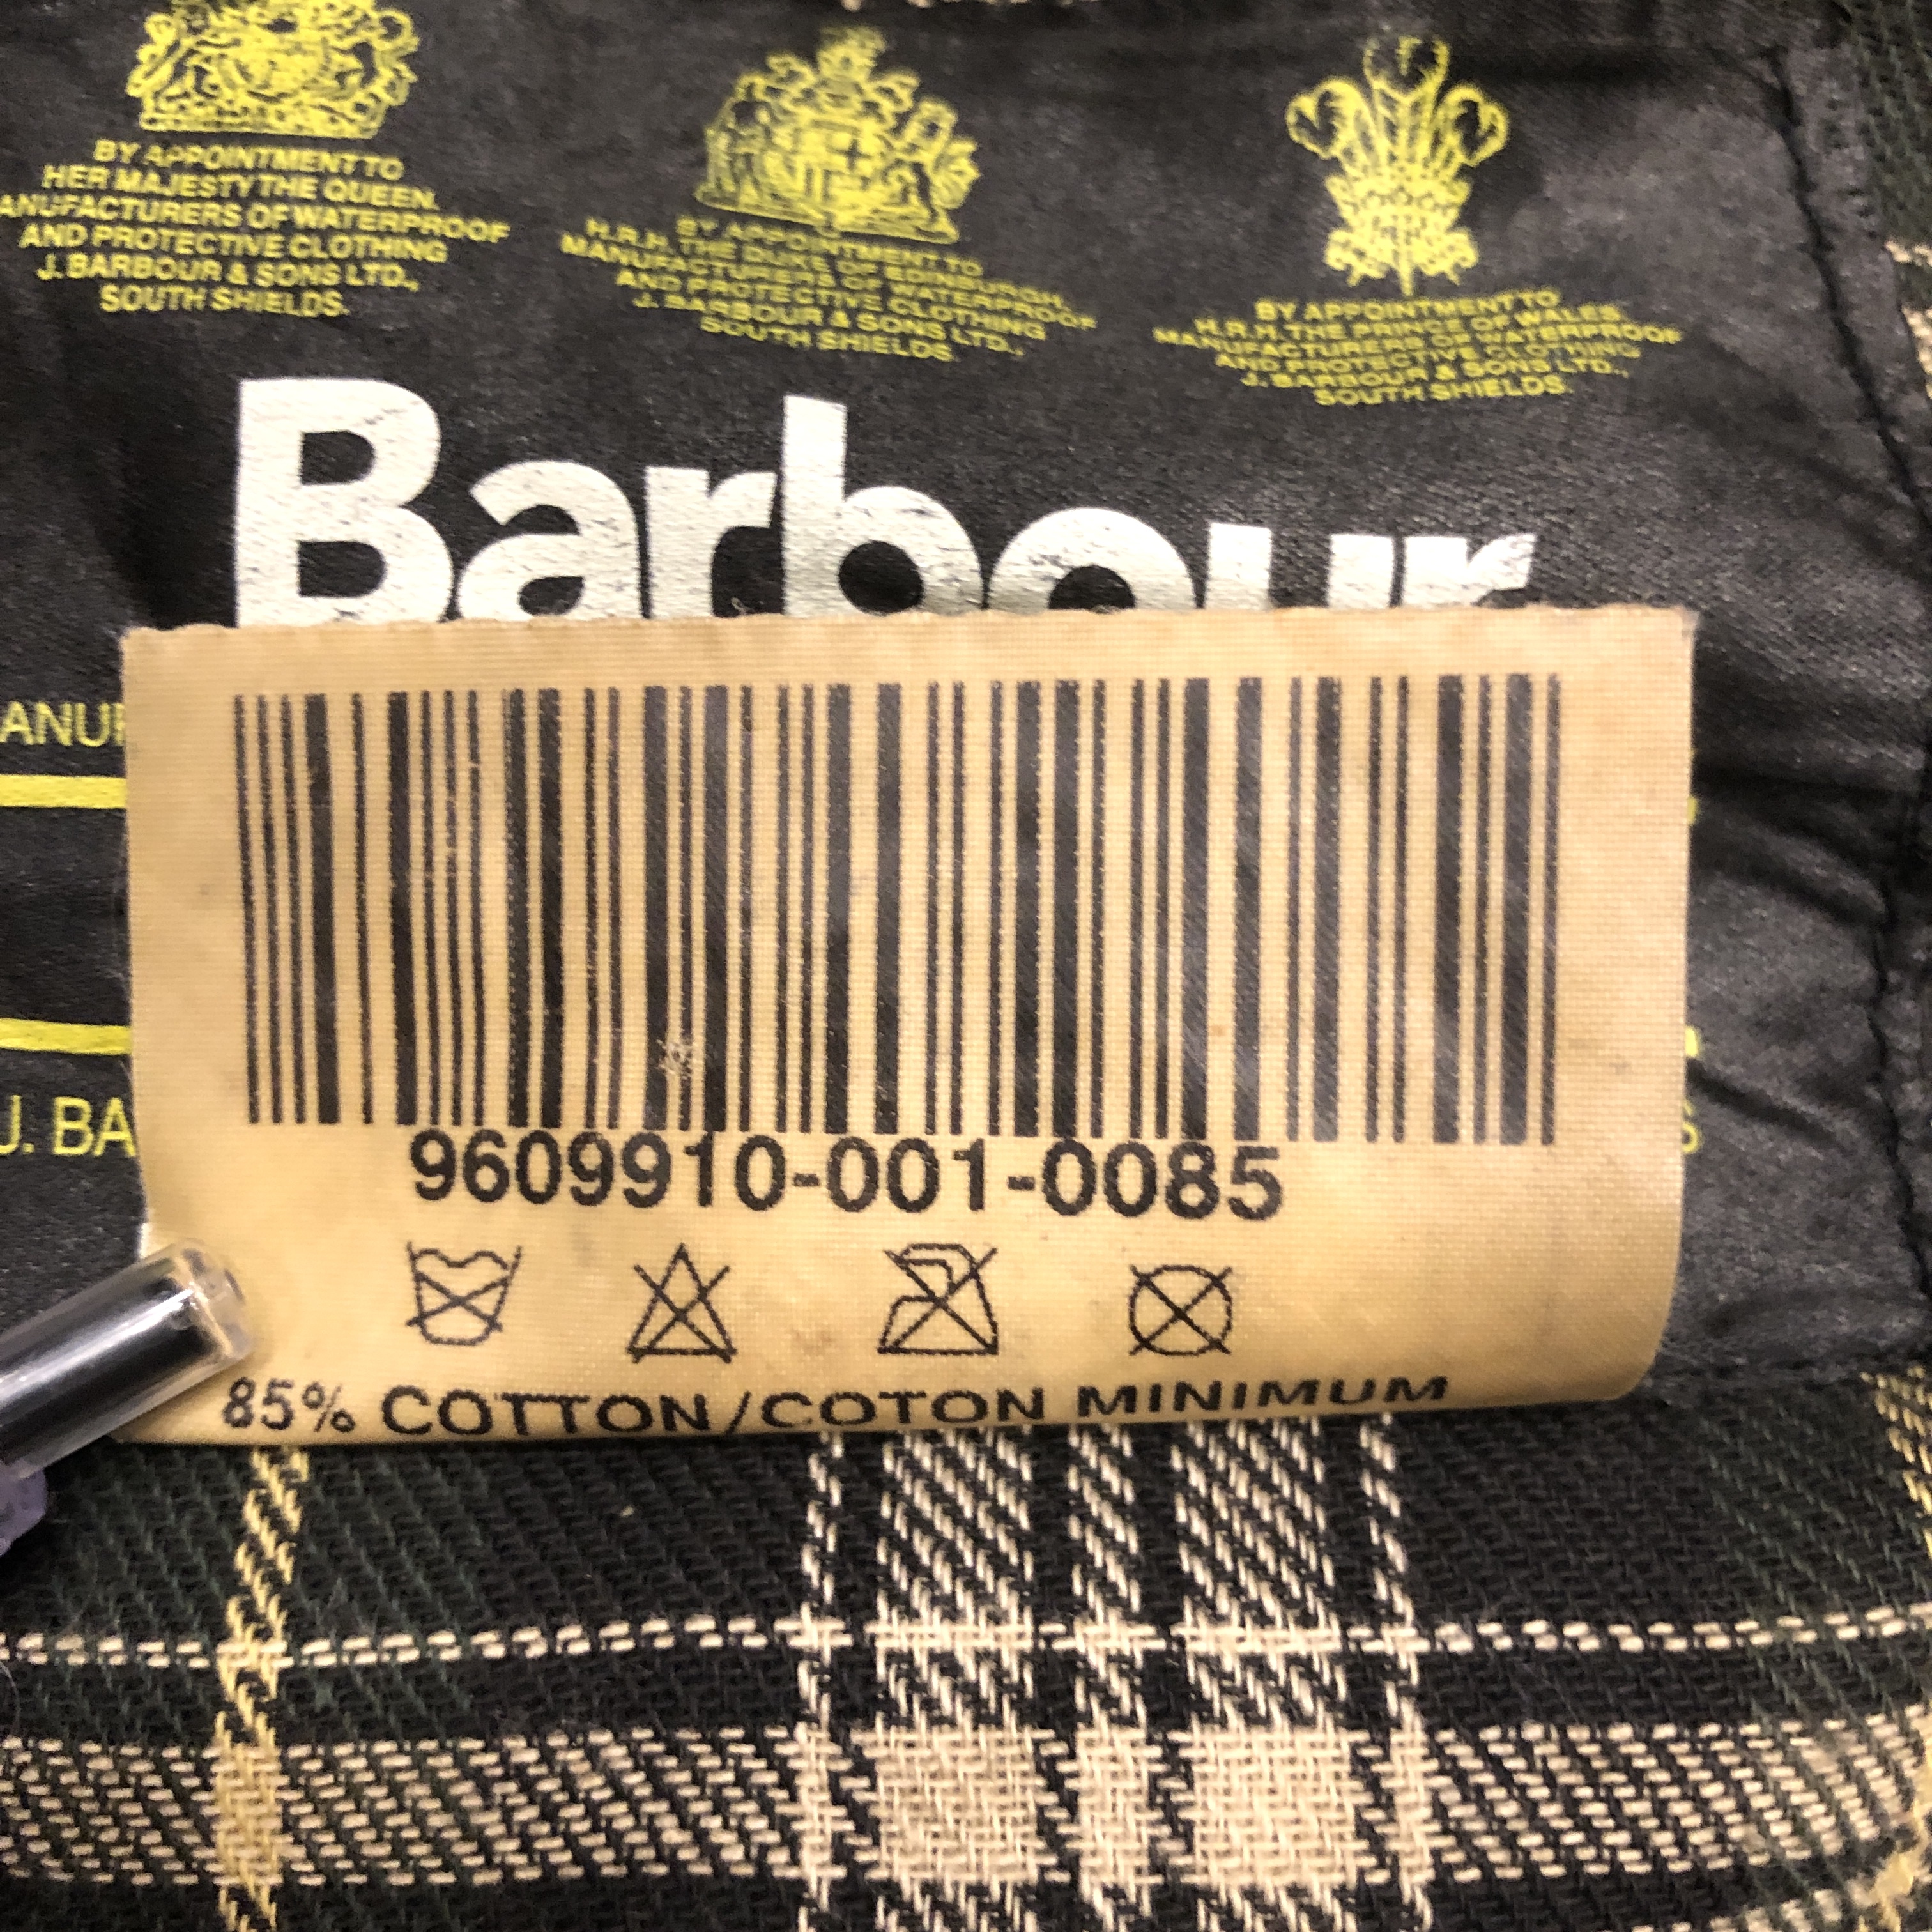 BY APPOINTMENT TO
HER MAJESTY THE QUEEN
ANUFACTURERS OF WATERPROOF
AND PROTECTIVE CLOTHING
J. BARBOUR & SONS LTD.,
SOUTH SHIELDS.
BY APPOINTMENT TO
H.R.H. THE DUKE OF EDINBURGH
MANUFACTURERS OF WATERPROOF
AND PROTECTIVE CLOTHING
J. BARBOUR & SONS LTD.,
SOUTH SHIELDS.
BY APPOINTMENT TO
H.R.H. THE PRINCE OF WALES
MANUFACTURERS OF WATERPROOF
AND PROTECTIVE CLOTHING
J. BARBOUR & SONS LTD.,
SOUTH SHIELDS.
Barbour
ANUF
J. BA
9609910-001-0085
85% COTTON/COTON MINIMUM